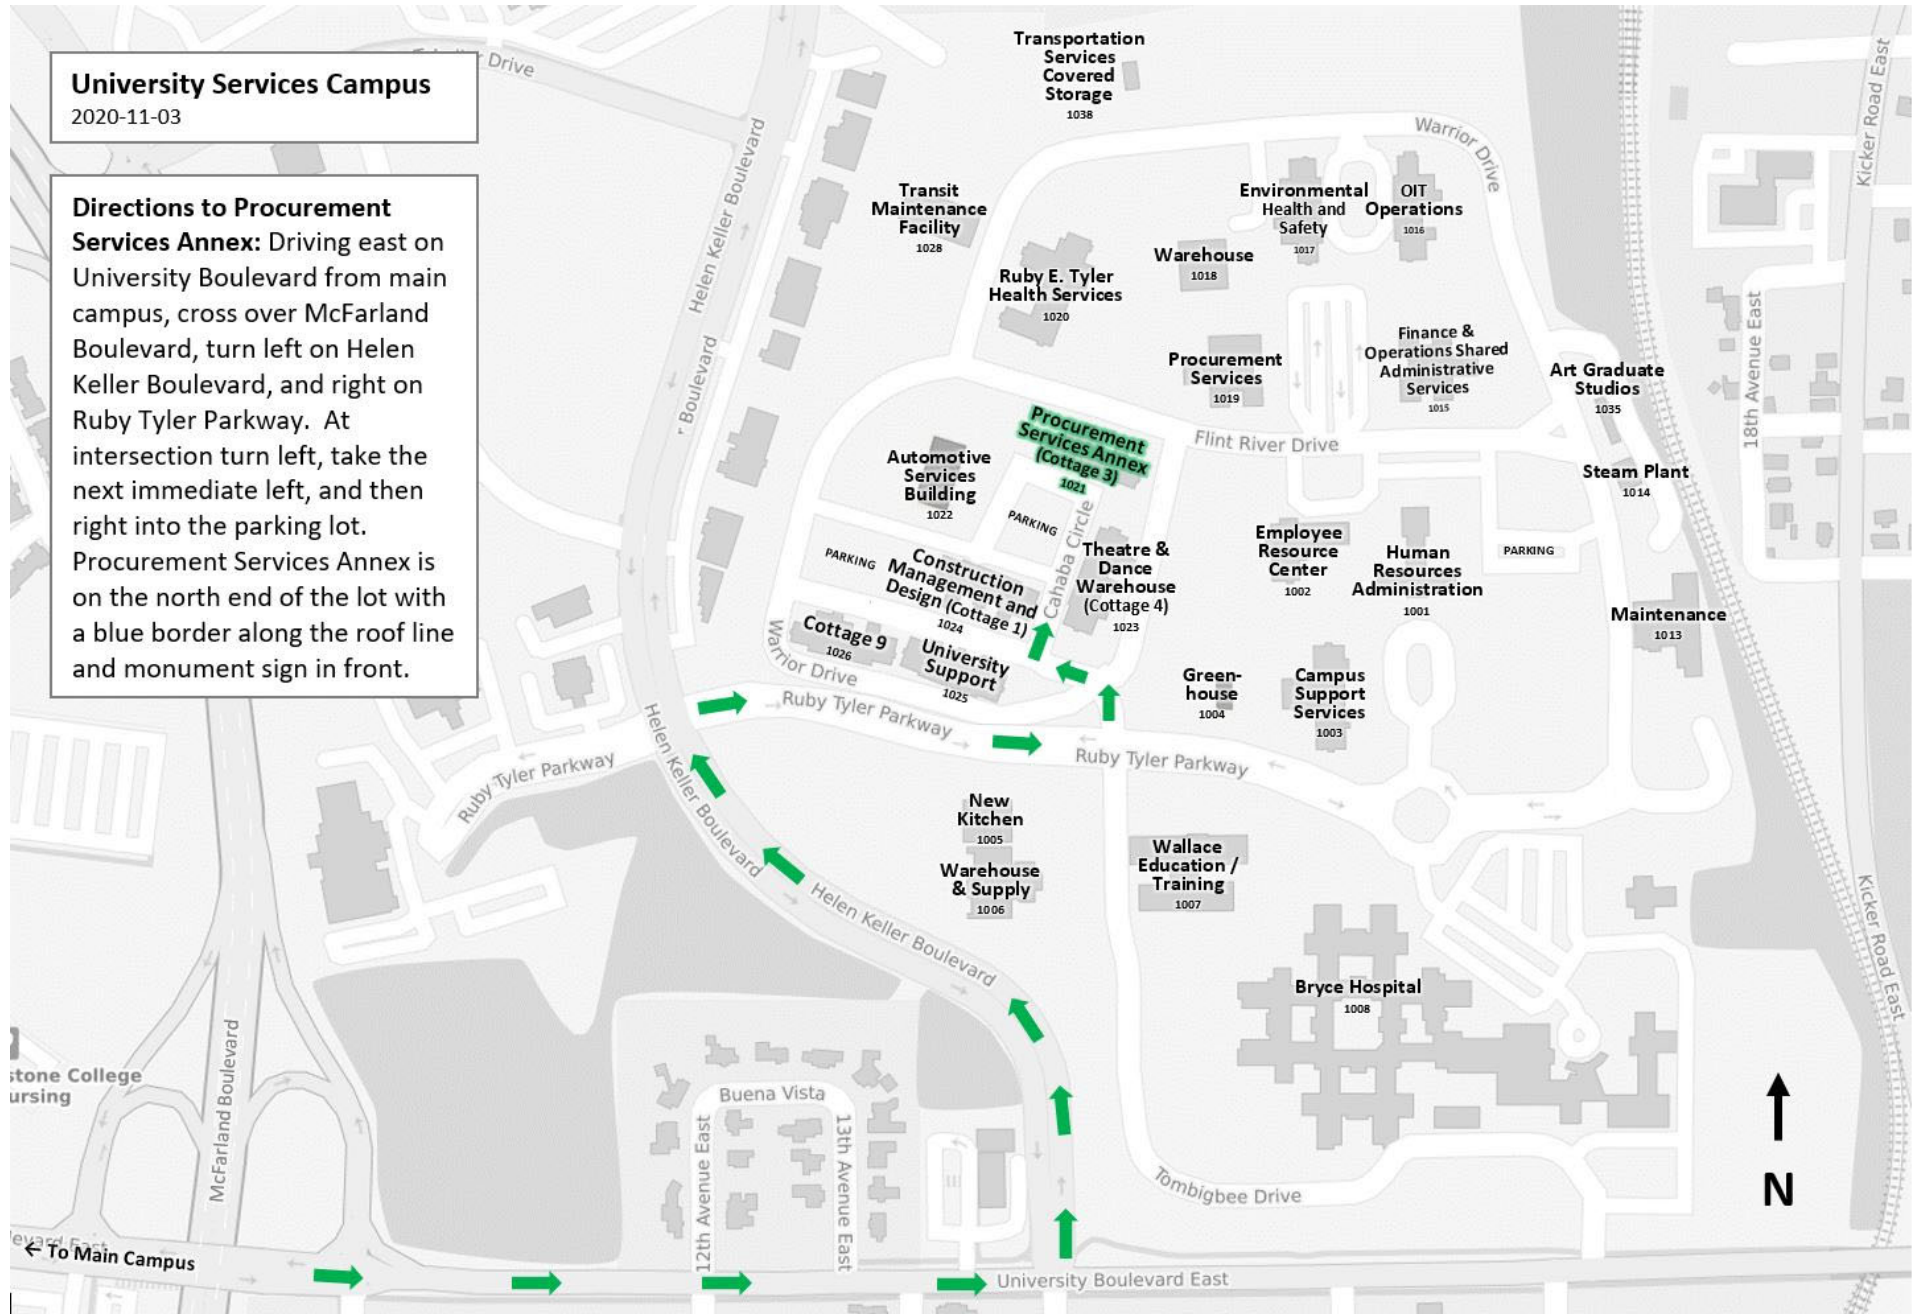 University Services Campus
2020-11-03
Directions to Procurement
Services Annex: Driving east on
University Boulevard from main
campus, cross over McFarland
Boulevard, turn left on Helen
Keller Boulevard, and right on
Ruby Tyler Parkway. At
intersection turn left, take the
next immediate left, and then
right into the parking lot.
Procurement Services Annex is
on the north end of the lot with
a blue border along the roof line
and monument sign in front.
Drive
Transportation
Services
Covered
Storage
1038
Warrior Drive
Kicker Road East
Helen Keller Boulevard
Transit
Maintenance
Facility
1028
Environmental
Health and
Safety
1017
OIT
Operations
1016
Warehouse
1018
Ruby E. Tyler
Health Services
1020
Procurement
Services
1019
Finance &
Operations Shared
Administrative
Services
1015
Art Graduate
Studios
1035
18th Avenue East
r Boulevard
Procurement
Services Annex
(Cottage 3)
1021
Flint River Drive
Automotive
Services
Building
1022
Steam Plant
1014
PARKING
PARKING
Cahaba Circle
Construction
Management and
Design (Cottage 1)
1024
Theatre &
Dance
Warehouse
(Cottage 4)
1023
Employee
Resource
Center
1002
Human
Resources
Administration
1001
PARKING
Maintenance
1013
Cottage 9
1026
University
Support
1025
Warrior Drive
Green-
house
1004
Campus
Support
Services
1003
Ruby Tyler Parkway
Ruby Tyler Parkway
Ruby Tyler Parkway
Helen Keller Boulevard
New
Kitchen
1005
Warehouse
& Supply
1006
Wallace
Education /
Training
1007
Helen Keller Boulevard
Kicker Road East
Bryce Hospital
1008
McFarland Boulevard
stone College
ursing
Buena Vista
12th Avenue East
13th Avenue East
Tombigbee Drive
N
evard East
← To Main Campus
University Boulevard East